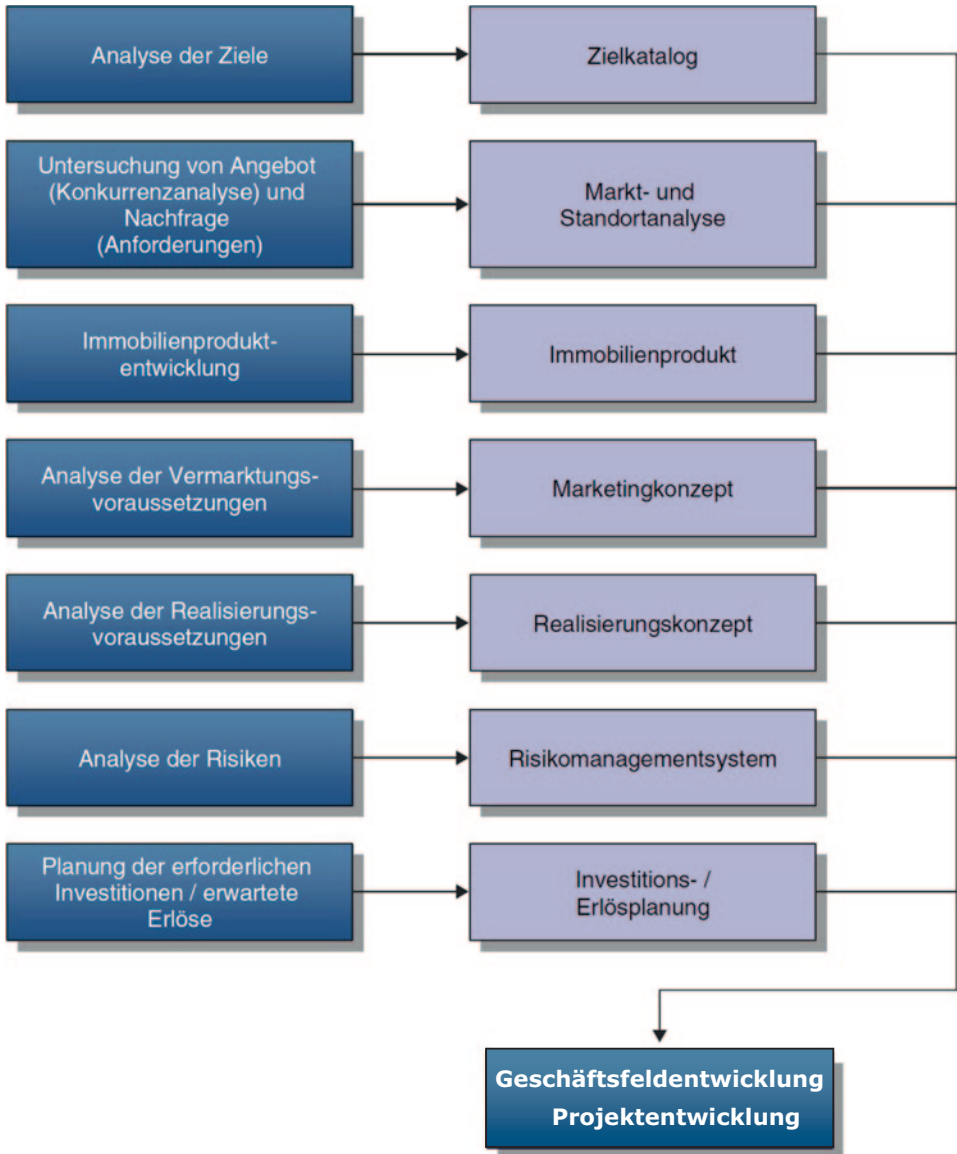 Analyse der Ziele
Zielkatalog
Untersuchung von Angebot
(Konkurrenzanalyse) und
Nachfrage
(Anforderungen)
Markt- und
Standortanalyse
Immobilienprodukt-
entwicklung
Immobilienprodukt
Analyse der Vermarktungs-
voraussetzungen
Marketingkonzept
Analyse der Realisierungs-
voraussetzungen
Realisierungskonzept
Analyse der Risiken
Risikomanagementsystem
Planung der erforderlichen
Investitionen / erwartete
Erlöse
Investitions- /
Erlösplanung
Geschäftsfeldentwicklung
Projektentwicklung